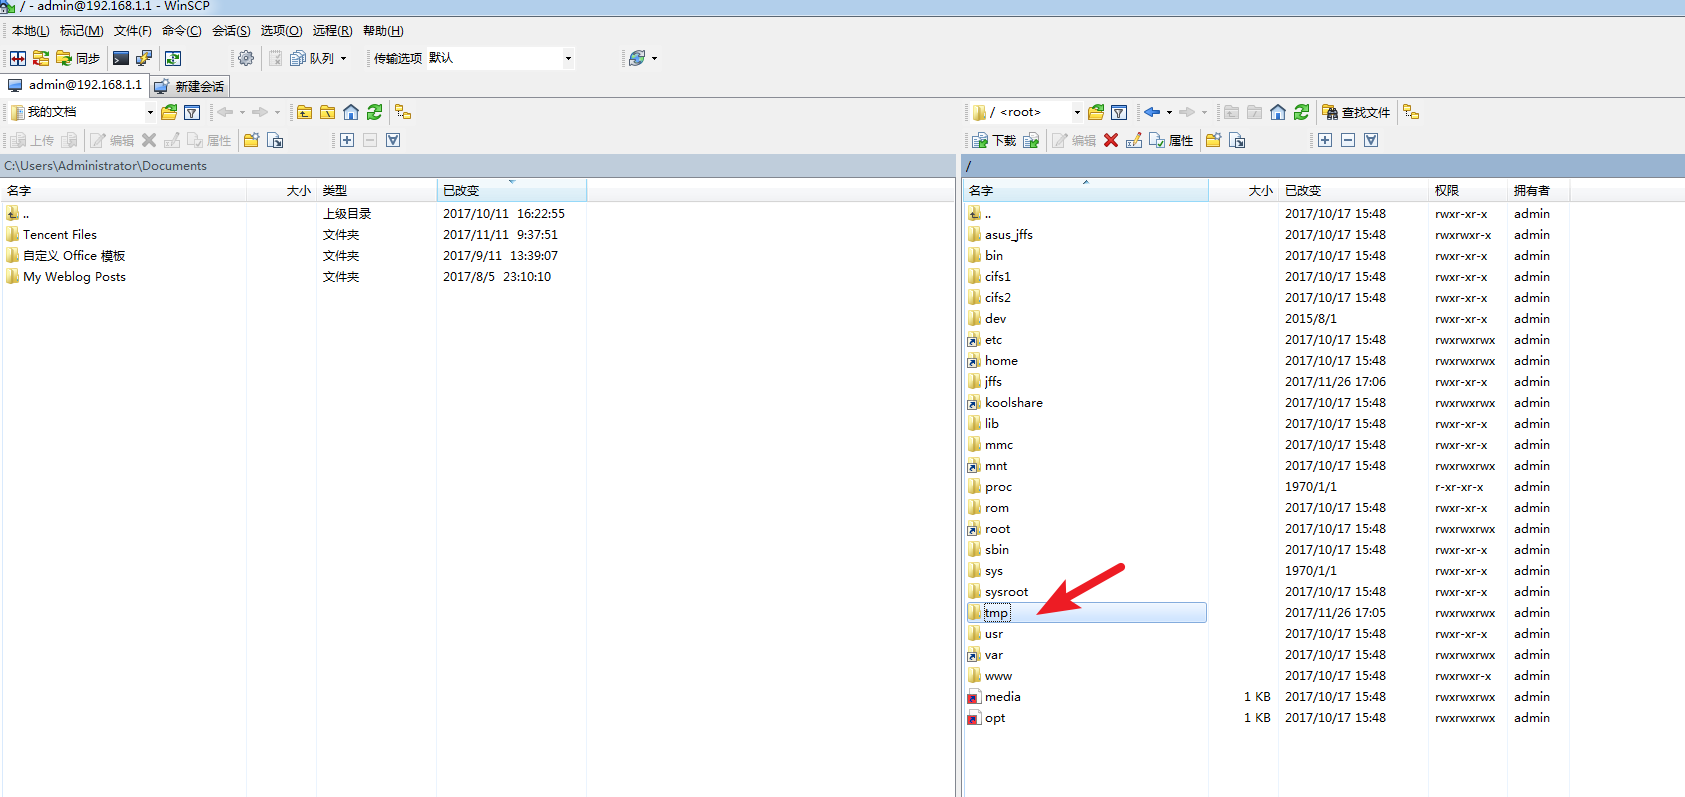 / - admin@192.168.1.1 - WinSCP
本地(L) 标记(M) 文件(F) 命令(C) 会话(S) 选项(O) 远程(R) 帮助(H)
同步 队列 传输选项 默认
admin@192.168.1.1 新建会话
我的文档 / <root> 查找文件
上传 编辑 属性 下载 编辑 属性
C:\Users\Administrator\Documents
名字 大小 类型 已改变
.. 上级目录 2017/10/11 16:22:55
Tencent Files 文件夹 2017/11/11 9:37:51
自定义 Office 模板 文件夹 2017/9/11 13:39:07
My Weblog Posts 文件夹 2017/8/5 23:10:10
/
名字 大小 已改变 权限 拥有者
.. 2017/10/17 15:48 rwxr-xr-x admin
asus_jffs 2017/10/17 15:48 rwxrwxr-x admin
bin 2017/10/17 15:48 rwxr-xr-x admin
cifs1 2017/10/17 15:48 rwxr-xr-x admin
cifs2 2017/10/17 15:48 rwxr-xr-x admin
dev 2015/8/1 rwxr-xr-x admin
etc 2017/10/17 15:48 rwxrwxrwx admin
home 2017/10/17 15:48 rwxrwxrwx admin
jffs 2017/11/26 17:06 rwxr-xr-x admin
koolshare 2017/10/17 15:48 rwxrwxrwx admin
lib 2017/10/17 15:48 rwxr-xr-x admin
mmc 2017/10/17 15:48 rwxr-xr-x admin
mnt 2017/10/17 15:48 rwxrwxrwx admin
proc 1970/1/1 r-xr-xr-x admin
rom 2017/10/17 15:48 rwxr-xr-x admin
root 2017/10/17 15:48 rwxrwxrwx admin
sbin 2017/10/17 15:48 rwxr-xr-x admin
sys 1970/1/1 rwxr-xr-x admin
sysroot 2017/10/17 15:48 rwxr-xr-x admin
tmp 2017/11/26 17:05 rwxrwxrwx admin
usr 2017/10/17 15:48 rwxr-xr-x admin
var 2017/10/17 15:48 rwxrwxrwx admin
www 2017/10/17 15:48 rwxrwxr-x admin
media 1 KB 2017/10/17 15:48 rwxrwxrwx admin
opt 1 KB 2017/10/17 15:48 rwxrwxrwx admin